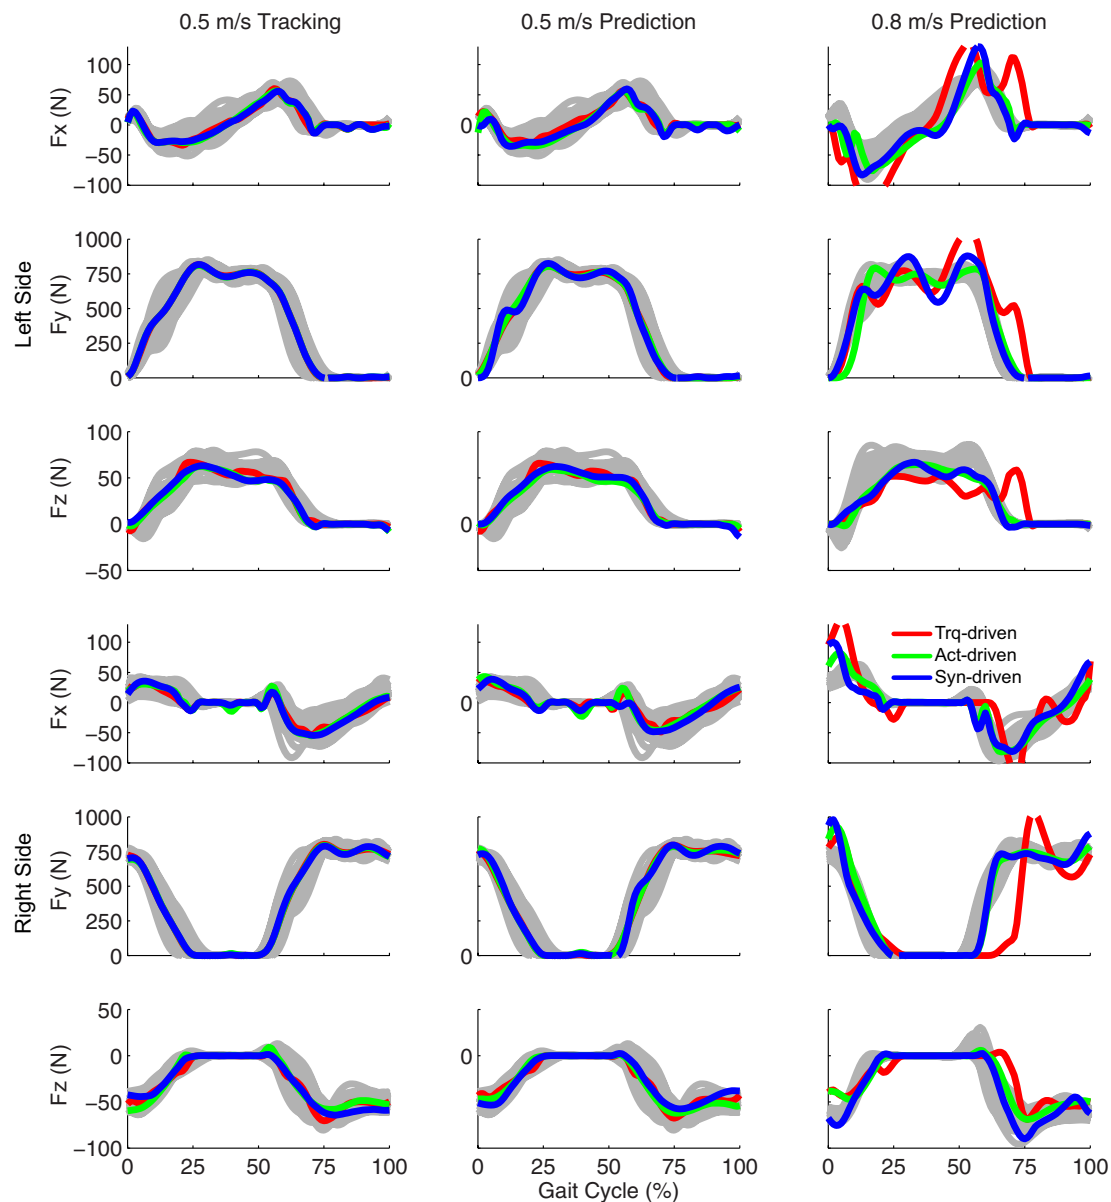 0.5 m/s Tracking 0.5 m/s Prediction 0.8 m/s Prediction
Left Side
Fx (N)
100
50
0
−50
−100
0
Fy (N)
1000
750
500
250
0
0
Fz (N)
100
50
0
−50
Right Side
Fx (N)
100
50
0
−50
−100
0
Trq-driven
Act-driven
Syn-driven
Fy (N)
1000
750
500
250
0
0
Fz (N)
50
0
−50
−100
0
0 25 50 75 100 0 25 50 75 100 0 25 50 75 100
Gait Cycle (%)